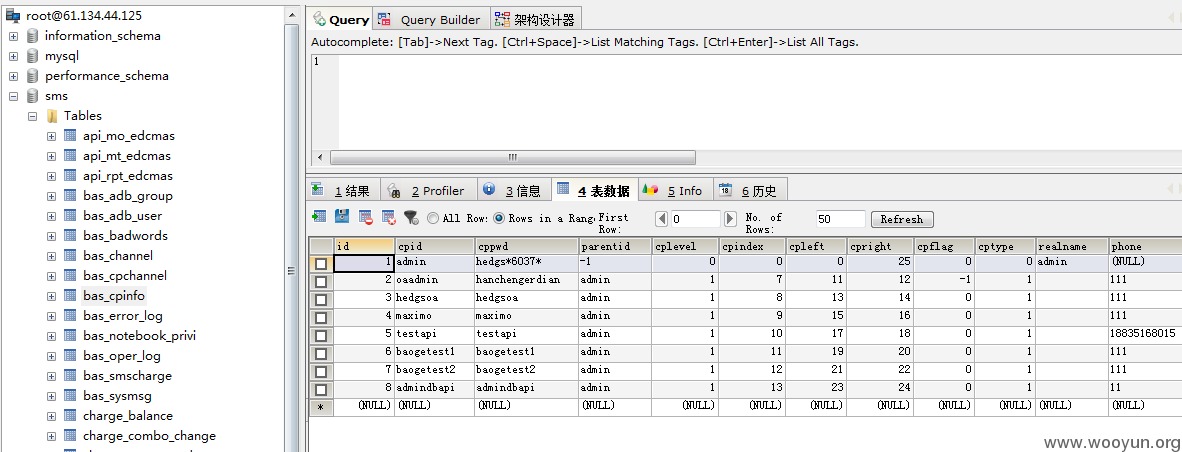 root@61.134.44.125
information_schema
mysql
performance_schema
sms
Tables
api_mo_edcmas
api_mt_edcmas
api_rpt_edcmas
bas_adb_group
bas_adb_user
bas_badwords
bas_channel
bas_cpchannel
bas_cpinfo
bas_error_log
bas_notebook_privi
bas_oper_log
bas_smscharge
bas_sysmsg
charge_balance
charge_combo_change
Query Query Builder 架构设计器
Autocomplete: [Tab]->Next Tag. [Ctrl+Space]->List Matching Tags. [Ctrl+Enter]->List All Tags.
1
1 结果 2 Profiler 3 信息 4 表数据 5 Info 6 历史
All Row: Rows in a Rang First Row: 0 No. of Rows: 50 Refresh
id cpid cppwd parentid cplevel cpindex cpleft cpright cpflag cptype realname phone
1 admin hedgs*6037* -1 0 0 0 25 0 0 admin (NULL)
2 oaadmin hanchengerdian admin 1 7 11 12 -1 1 111
3 hedgsoa hedgsoa admin 1 8 13 14 0 1 111
4 maximo maximo admin 1 9 15 16 0 1 111
5 testapi testapi admin 1 10 17 18 0 1 18835168015
6 baogetest1 baogetest1 admin 1 11 19 20 0 1 111
7 baogetest2 baogetest2 admin 1 12 21 22 0 1 111
8 admindbapi admindbapi admin 1 13 23 24 0 1 11
* (NULL) (NULL) (NULL) (NULL) (NULL) (NULL) (NULL) (NULL) (NULL) (NULL) (NULL) (NULL)
www.wooyun.org